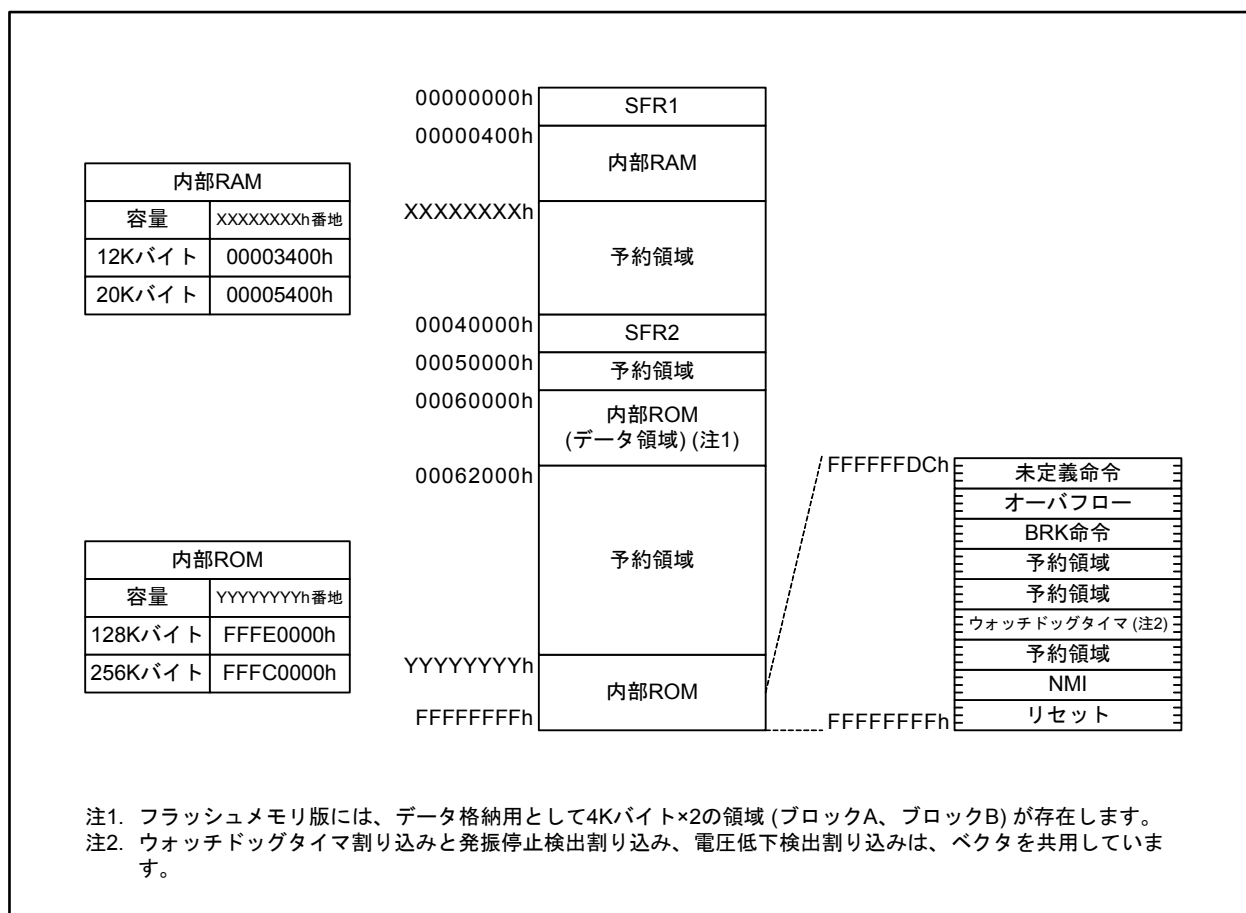 00000000h
SFR1
00000400h
内部RAM
XXXXXXXXh
予約領域
00040000h
SFR2
00050000h
予約領域
00060000h
内部ROM
(データ領域) (注1)
00062000h
予約領域
YYYYYYYYh
内部ROM
FFFFFFFFh
内部RAM
容量 XXXXXXXXh番地
12Kバイト 00003400h
20Kバイト 00005400h
内部ROM
容量 YYYYYYYYh番地
128Kバイト FFFE0000h
256Kバイト FFFC0000h
FFFFFFDCh
未定義命令
オーバフロー
BRK命令
予約領域
予約領域
ウォッチドッグタイマ (注2)
予約領域
NMI
リセット
FFFFFFFFh
注1. フラッシュメモリ版には、データ格納用として4Kバイト×2の領域 (ブロックA、ブロックB) が存在します。
注2. ウォッチドッグタイマ割り込みと発振停止検出割り込み、電圧低下検出割り込みは、ベクタを共用していま
す。